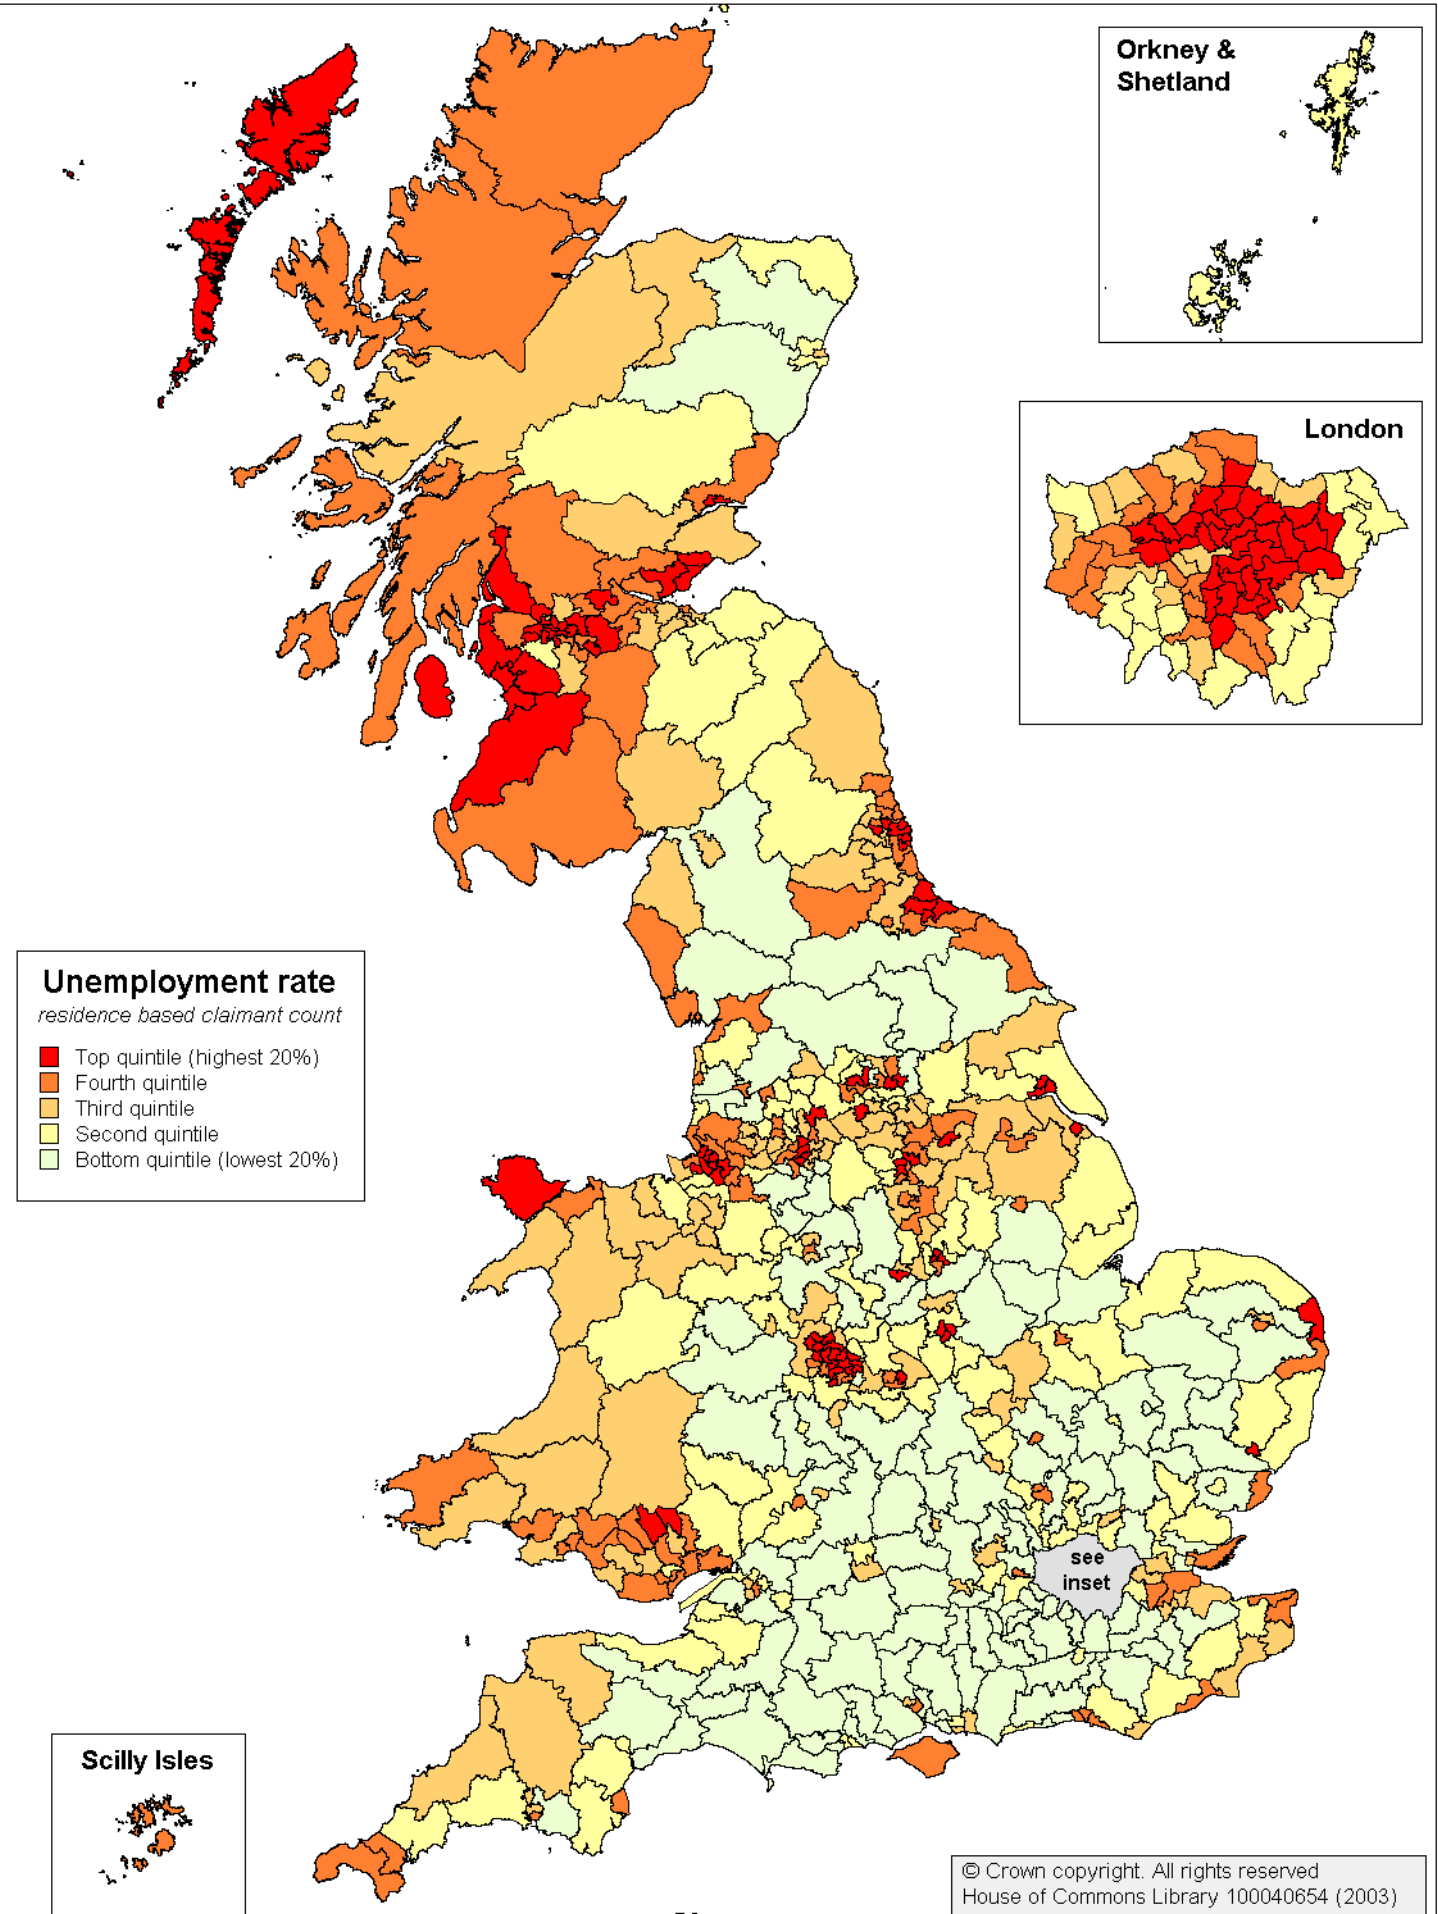 Orkney &
Shetland
London
Unemployment rate
residence based claimant count
Top quintile (highest 20%)
Fourth quintile
Third quintile
Second quintile
Bottom quintile (lowest 20%)
see
inset
Scilly Isles
© Crown copyright. All rights reserved
House of Commons Library 100040654 (2003)